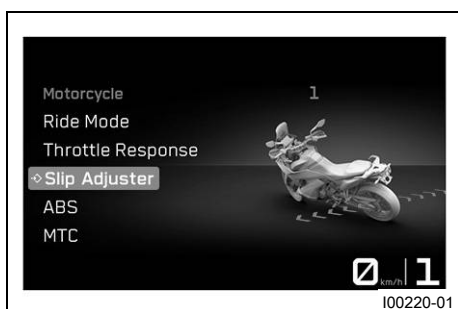 Motorcycle
1
Ride Mode
Throttle Response
Slip Adjuster
ABS
MTC
0 km/h 1
I00220-01